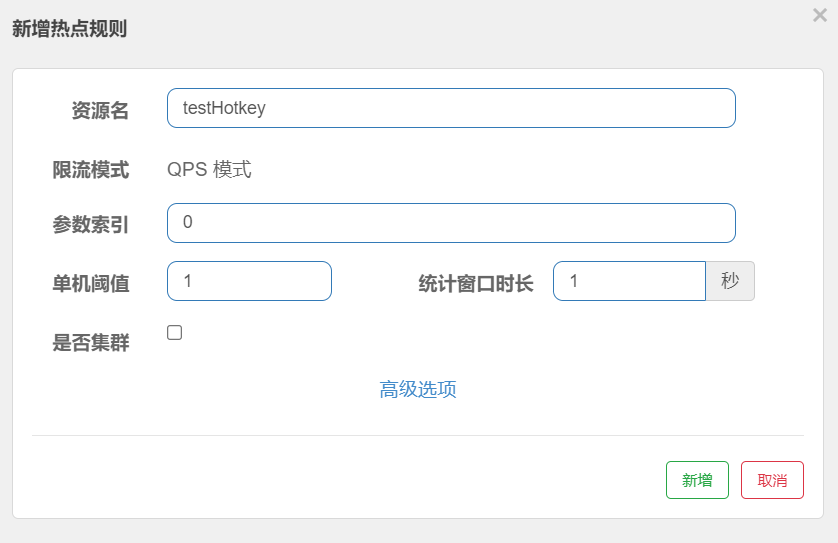 新增热点规则
×
资源名 testHotkey
限流模式 QPS 模式
参数索引 0
单机阈值 1 统计窗口时长 1 秒
是否集群
高级选项
新增 取消